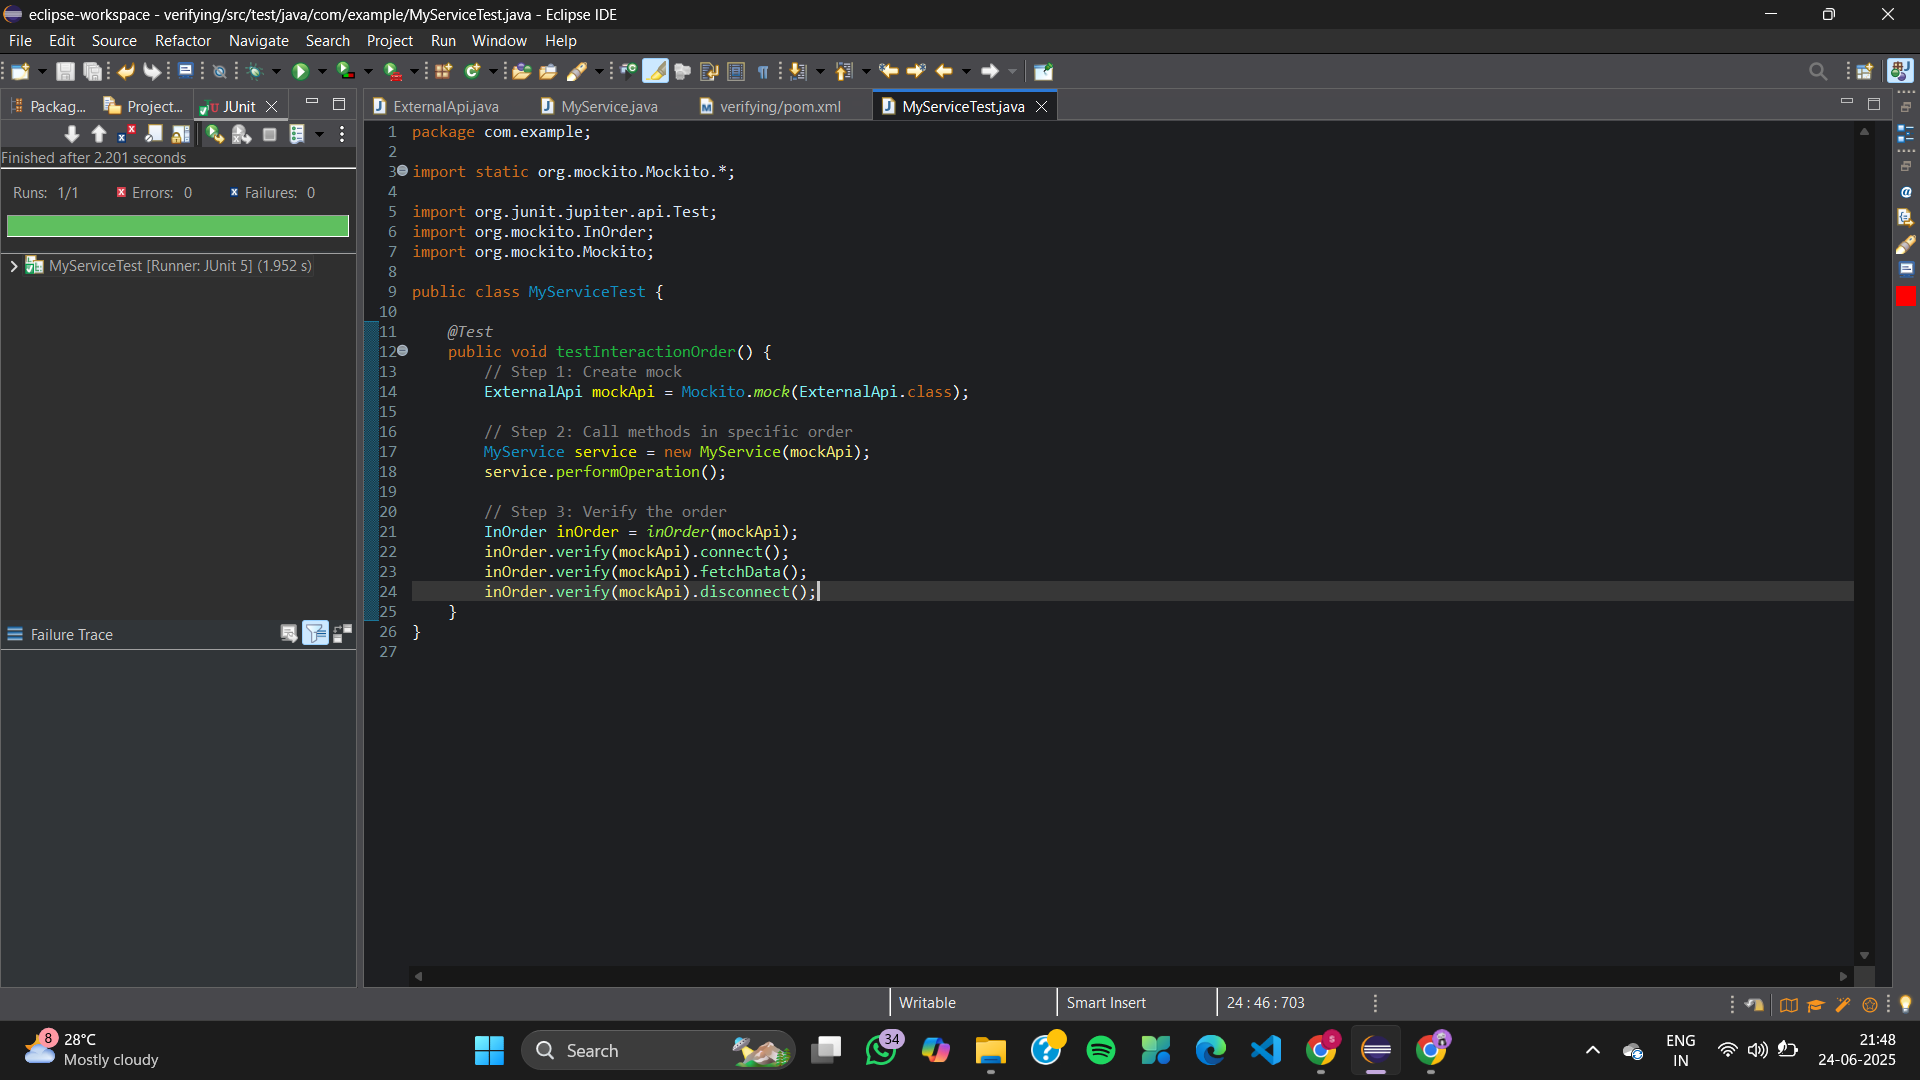 eclipse-workspace - verifying/src/test/java/com/example/MyServiceTest.java - Eclipse IDE
File Edit Source Refactor Navigate Search Project Run Window Help
Packag... Project... JUnit
ExternalApi.java MyService.java verifying/pom.xml MyServiceTest.java
Finished after 2.201 seconds
Runs: 1/1 Errors: 0 Failures: 0
MyServiceTest [Runner: JUnit 5] (1.952 s)
Failure Trace
1 package com.example;
2
3 import static org.mockito.Mockito.*;
4
5 import org.junit.jupiter.api.Test;
6 import org.mockito.InOrder;
7 import org.mockito.Mockito;
8
9 public class MyServiceTest {
10
11 @Test
12 public void testInteractionOrder() {
13 // Step 1: Create mock
14 ExternalApi mockApi = Mockito.mock(ExternalApi.class);
15
16 // Step 2: Call methods in specific order
17 MyService service = new MyService(mockApi);
18 service.performOperation();
19
20 // Step 3: Verify the order
21 InOrder inOrder = inOrder(mockApi);
22 inOrder.verify(mockApi).connect();
23 inOrder.verify(mockApi).fetchData();
24 inOrder.verify(mockApi).disconnect();
25 }
26 }
27
Writable Smart Insert 24 : 46 : 703
8
28°C
Mostly cloudy
Search
34
ENG
IN
21:48
24-06-2025